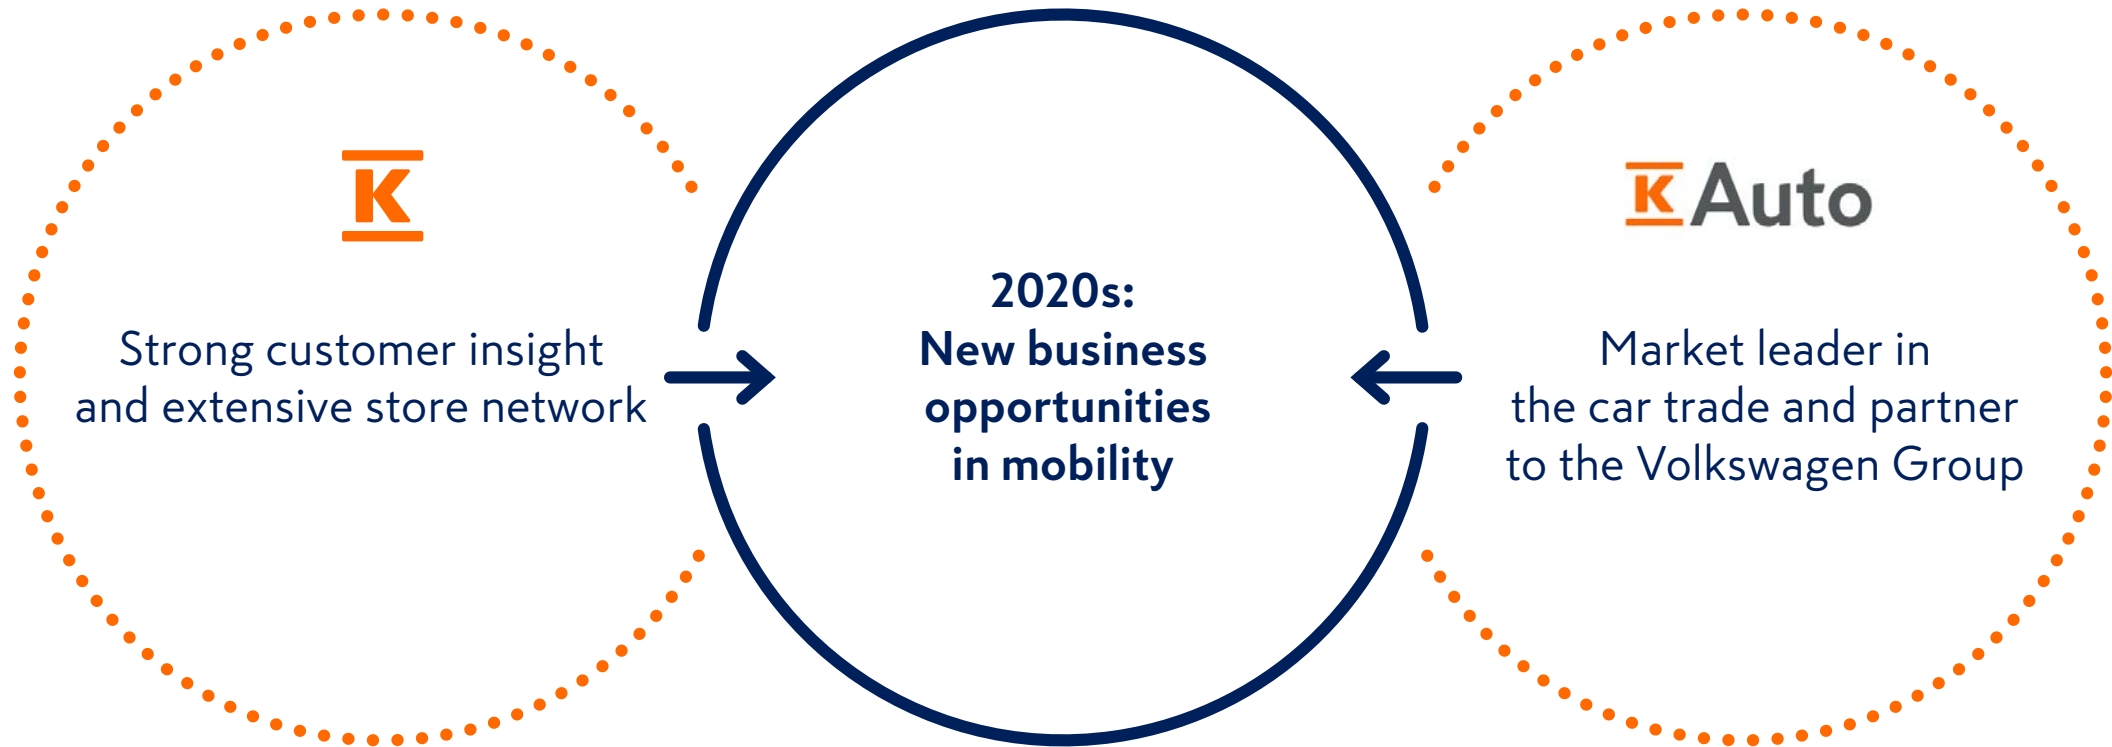 K
Strong customer insight
and extensive store network
2020s:
New business
opportunities
in mobility
K Auto
Market leader in
the car trade and partner
to the Volkswagen Group